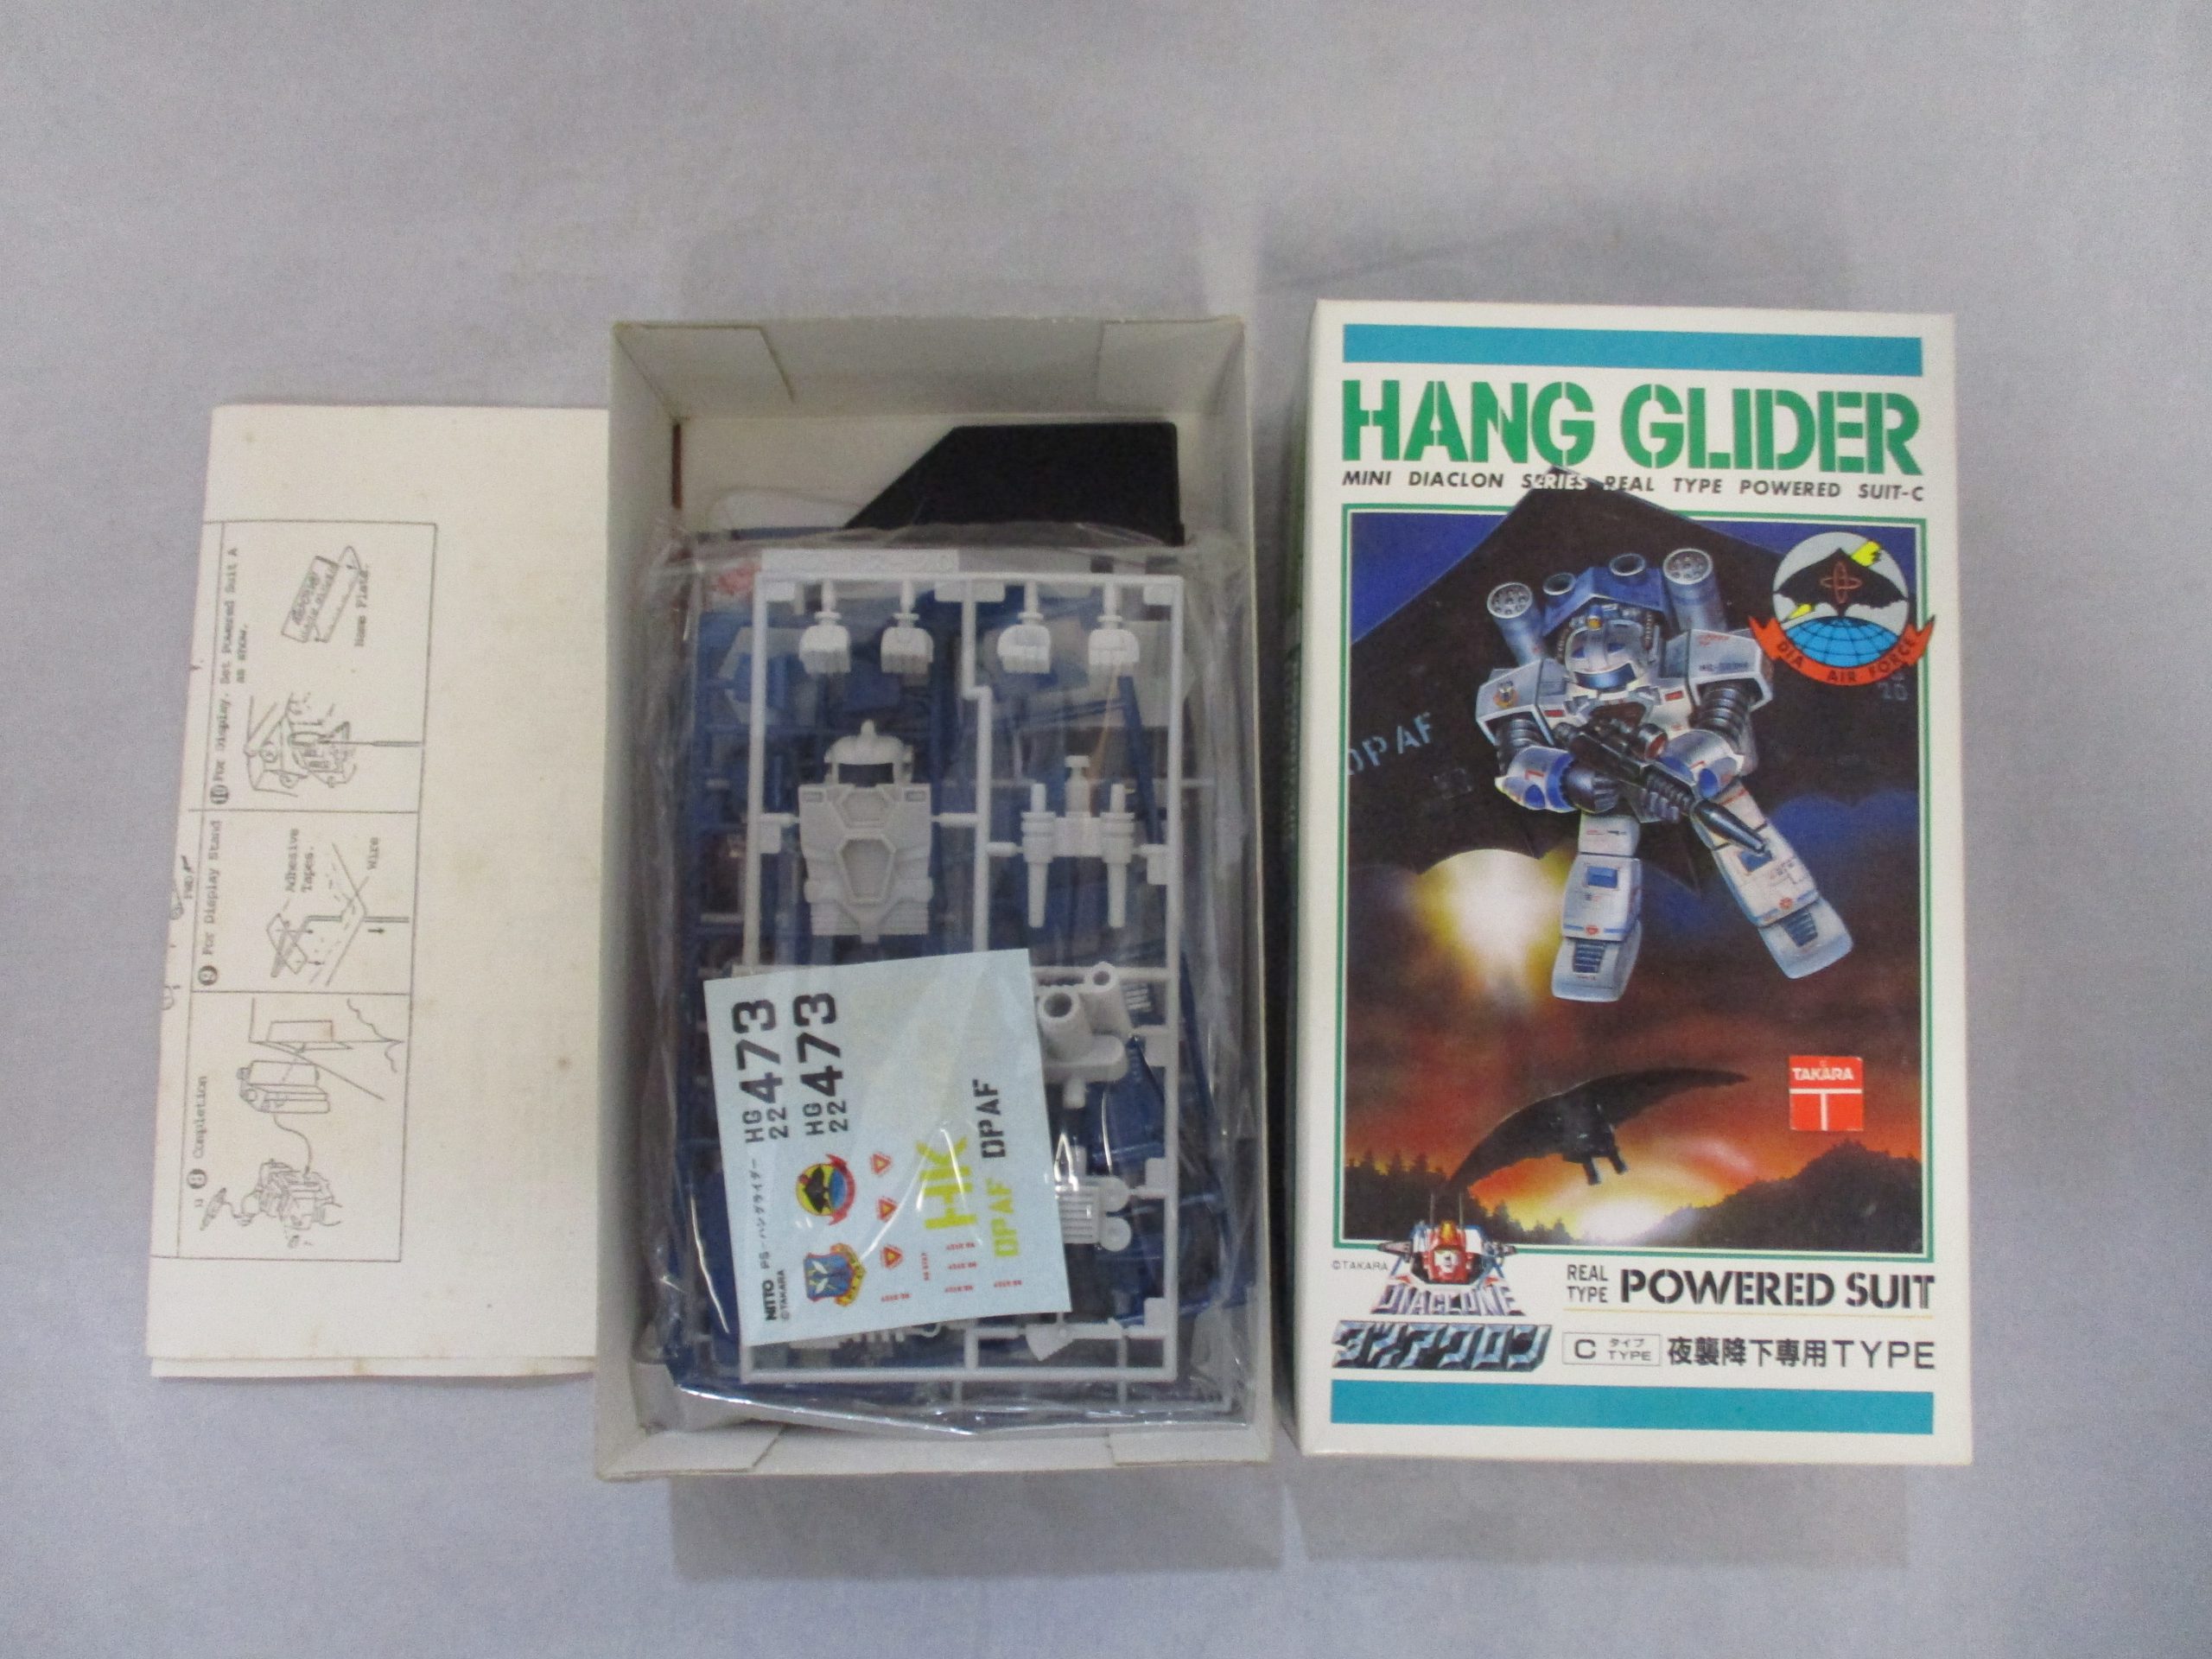 HANG GLIDER
MINI DIACLON SERIES REAL TYPE POWERED SUIT-C
DIA AIR FORCE
DPAF
TAKARA
T
©TAKARA
DIACLONE
ダイアクロン
REAL TYPE POWERED SUIT
C タイプ TYPE 夜襲降下専用TYPE
HG 22 473
HG 22 473
HK
DPAF
DPAF
NITTO PS-ハングライダー
©TAKARA
⑩ For Display, Set Powered Suit A as show.
Name Plate.
⑨ For Display Stand
Adhesive Tapes.
Wire
⑧ Completion